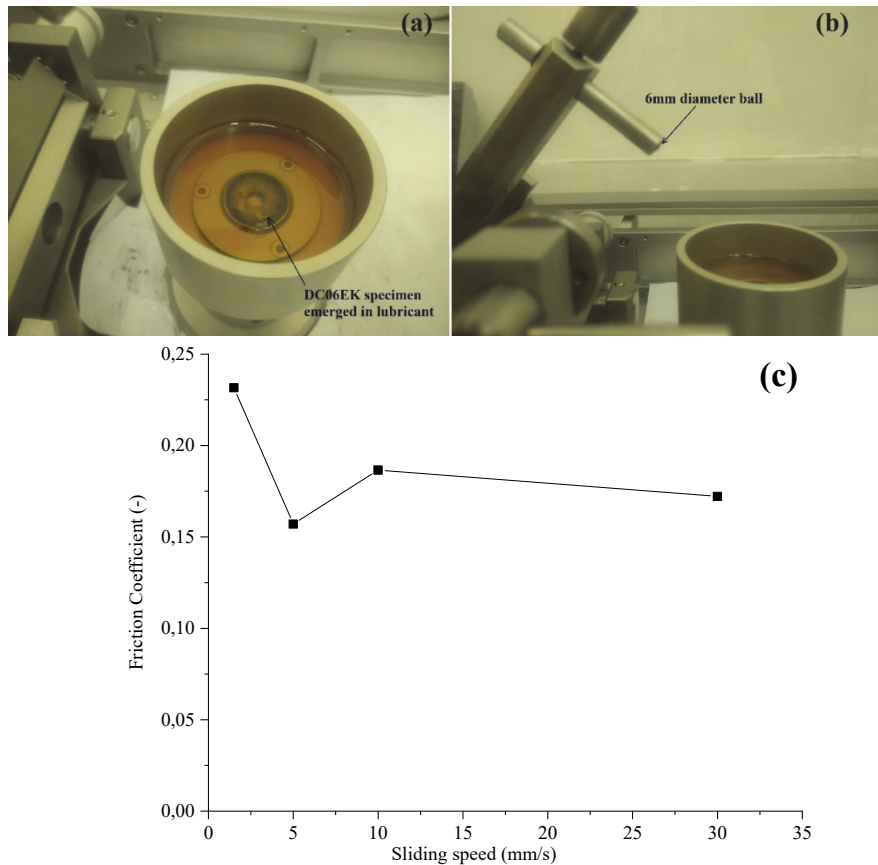 (a)
DC06EK specimen
emerged in lubricant
(b)
6mm diameter ball
(c)
0,25
0,20
0,15
0,10
0,05
0,00
Friction Coefficient (-)
0 5 10 15 20 25 30 35
Sliding speed (mm/s)